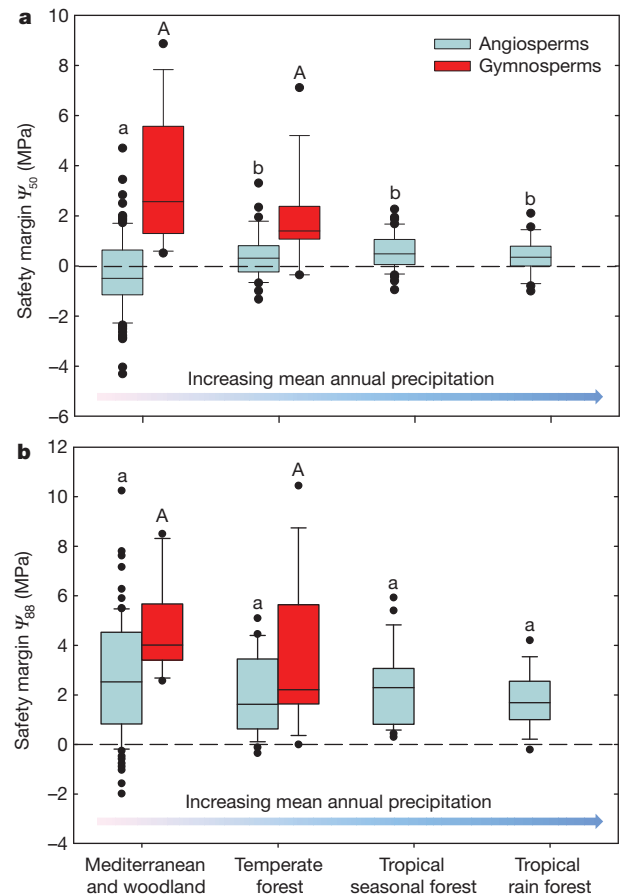 a
10
8
6
4
2
0
−2
−4
−6
Safety margin Ψ50 (MPa)
Angiosperms
Gymnosperms
a
A
b
A
b
b
Increasing mean annual precipitation
b
12
10
8
6
4
2
0
−2
−4
Safety margin Ψ88 (MPa)
a
A
a
A
a
a
Increasing mean annual precipitation
Mediterranean
and woodland
Temperate
forest
Tropical
seasonal forest
Tropical
rain forest